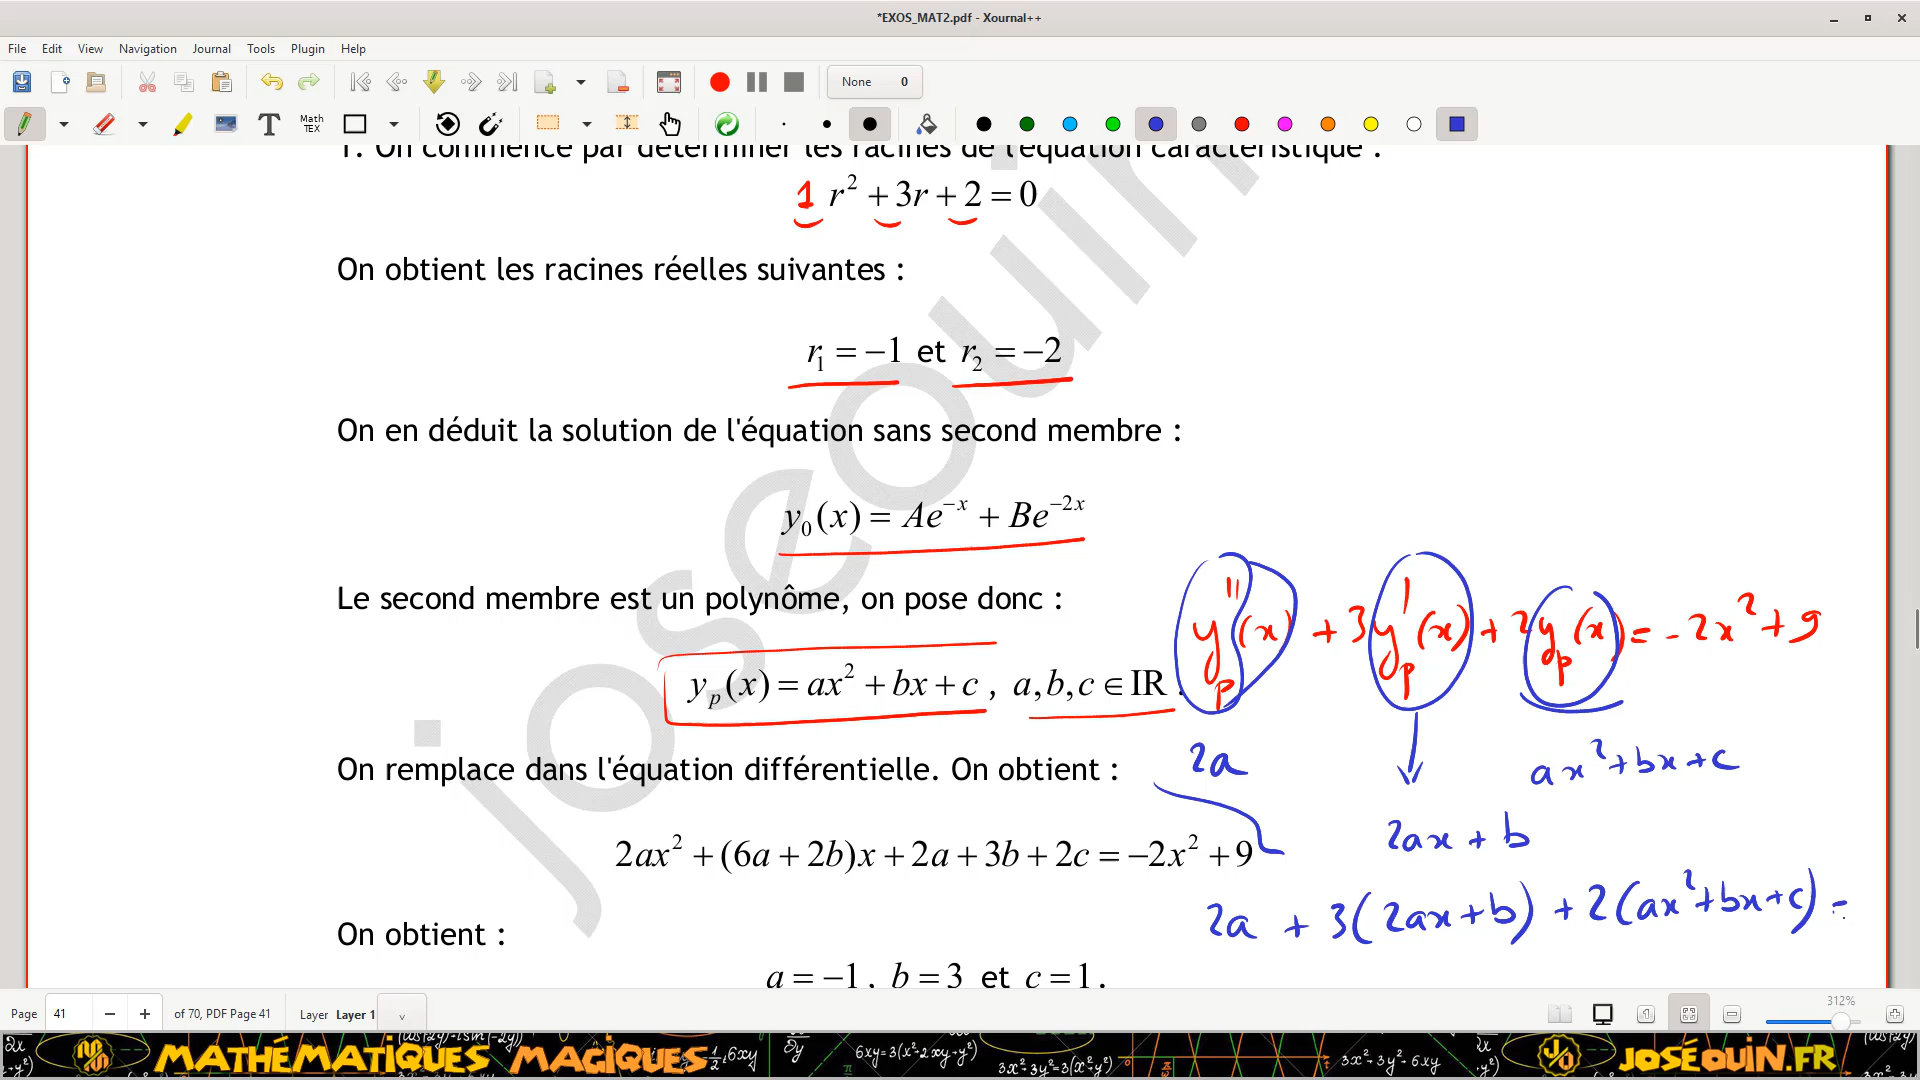 *EXOS_MAT2.pdf - Xournal++
File Edit View Navigation Journal Tools Plugin Help
None 0
Math TEX
1. On commence par déterminer les racines de l'équation caractéristique :
1 r² + 3r + 2 = 0
On obtient les racines réelles suivantes :
r₁ = −1 et r₂ = −2
On en déduit la solution de l'équation sans second membre :
y₀(x) = Ae⁻ˣ + Be⁻²ˣ
Le second membre est un polynôme, on pose donc :
y"p(x) + 3y'p(x) + 2yp(x) = -2x² + 9
yp(x) = ax² + bx + c , a,b,c ∈ IR .
On remplace dans l'équation différentielle. On obtient :
2a
ax² + bx + c
2ax + b
2ax² + (6a + 2b)x + 2a + 3b + 2c = −2x² + 9
2a + 3(2ax+b) + 2(ax²+bx+c) =
On obtient :
a = −1, b = 3 et c = 1.
joseouin
Page 41 − + of 70, PDF Page 41 Layer Layer 1 312%
MATHÉMATIQUES MAGIQUES JOSÉOUIN.FR